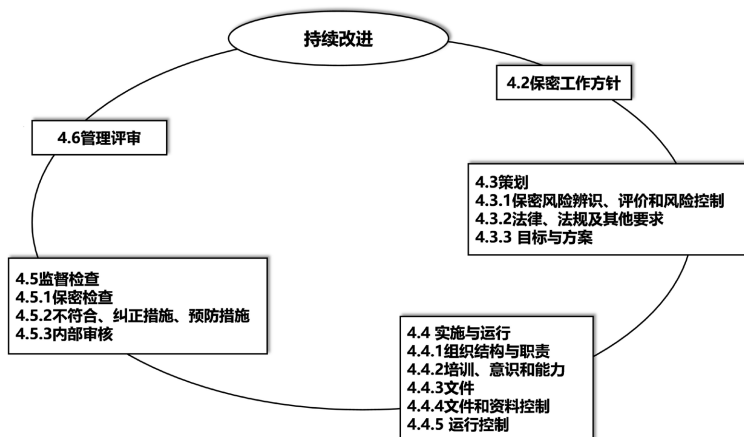 持续改进
4.2保密工作方针
4.6管理评审
4.3策划
4.3.1保密风险辨识、评价和风险控制
4.3.2法律、法规及其他要求
4.3.3 目标与方案
4.5监督检查
4.5.1保密检查
4.5.2不符合、纠正措施、预防措施
4.5.3内部审核
4.4 实施与运行
4.4.1组织结构与职责
4.4.2培训、意识和能力
4.4.3文件
4.4.4文件和资料控制
4.4.5 运行控制